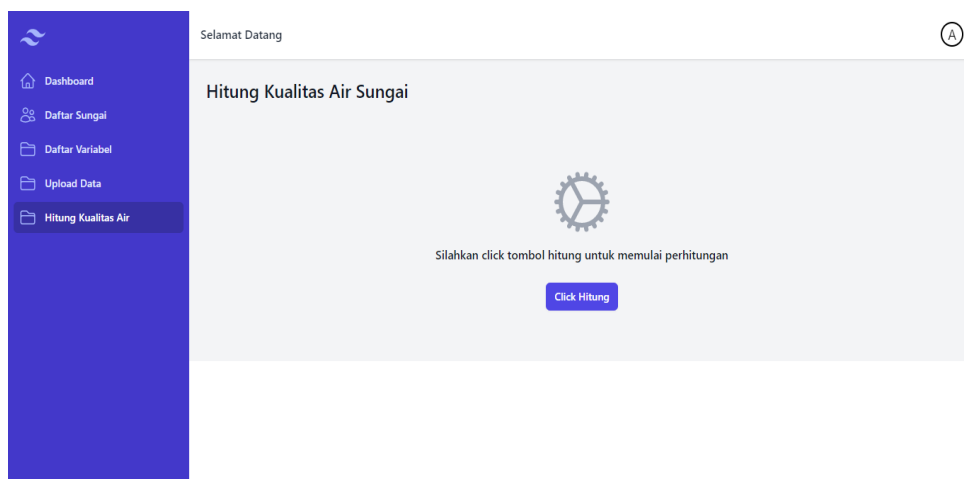 Selamat Datang
A
Dashboard
Daftar Sungai
Daftar Variabel
Upload Data
Hitung Kualitas Air
Hitung Kualitas Air Sungai
Silahkan click tombol hitung untuk memulai perhitungan
Click Hitung